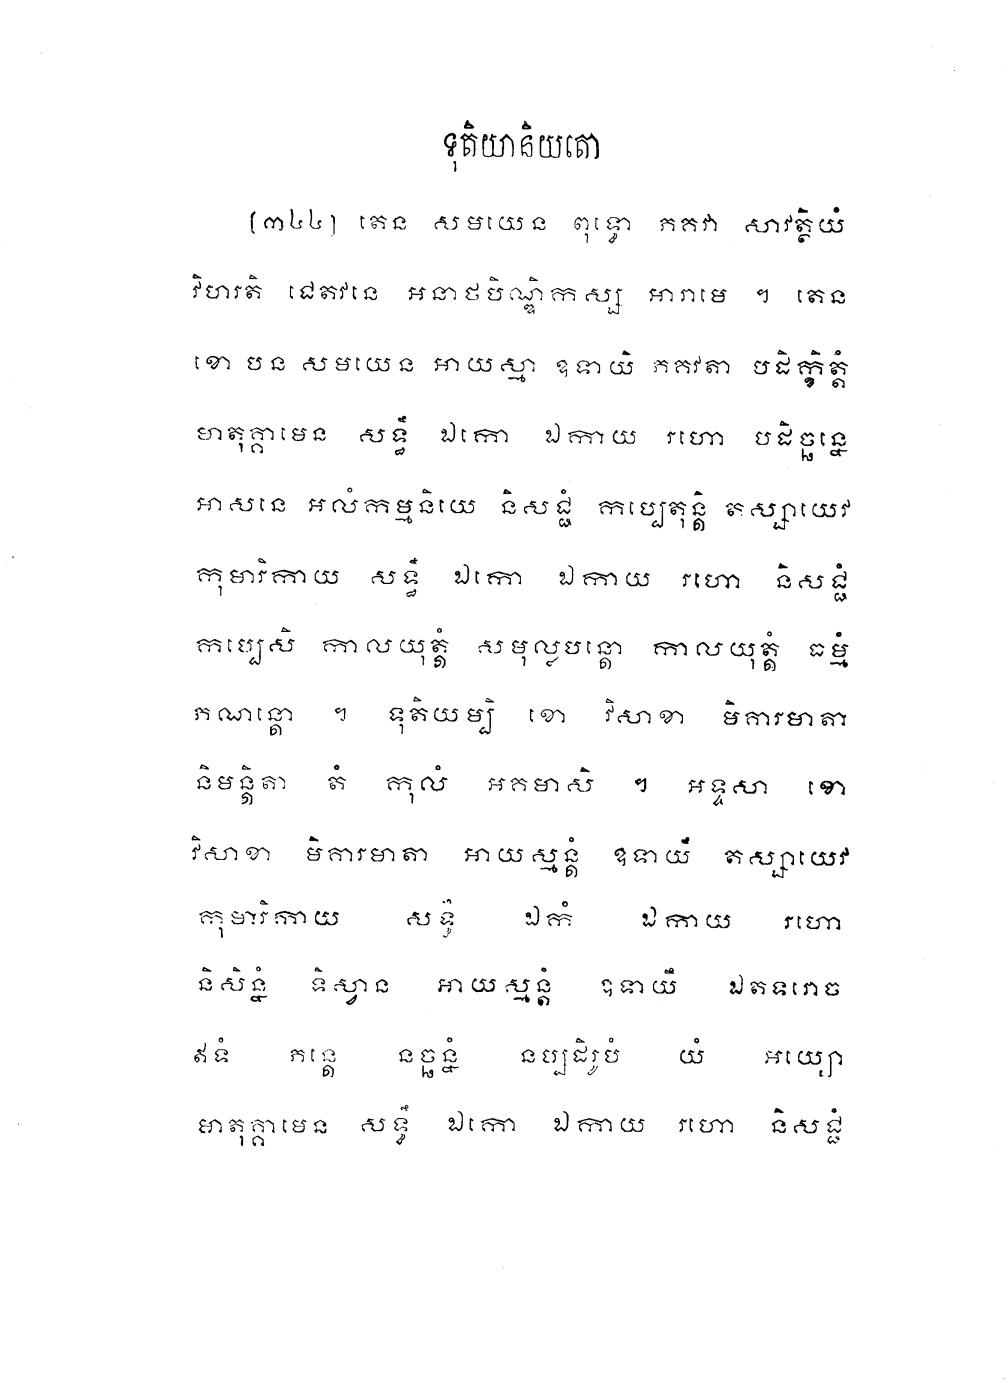 ទុតិយានិយតោ
[៣៤៤] តេន សមយេន ពុទ្ធោ ភគវា សាវត្ថិយំ
វិហរតិ ជេតវនេ អនាថបិណ្ឌិកស្ស អារាមេ ។ តេន
ខោ បន សមយេន អាយស្មា ឧទាយិ ភគវតា បដិក្ខិត្តំ
មាតុគ្គាមេន សទ្ធឹ ឯកោ ឯកាយ រហោ បដិច្ឆន្នេ
អាសនេ អលំកម្មនិយេ និសជ្ជំ កប្បេតុន្តិ តស្សាយេវ
កុមារិកាយ សទ្ធឹ ឯកោ ឯកាយ រហោ និសជ្ជំ
កប្បេសិ កាលយុត្តំ សមុល្លបន្តោ កាលយុត្តំ ធម្មំ
ភណន្តោ ។ ទុតិយម្បិ ខោ វិសាខា មិគារមាតា
និមន្តិតា តំ កុលំ អគមាសិ ។ អទ្ទសា ខោ
វិសាខា មិគារមាតា អាយស្មន្តំ ឧទាយឹ តស្សាយេវ
កុមារិកាយ សទ្ធឹ ឯកំ ឯកាយ រហោ
និសិន្នំ ទិស្វាន អាយស្មន្តំ ឧទាយឹ ឯតទវោច
ឥទំ ភន្តេ នច្ឆន្នំ នប្បដិរូបំ យំ អយ្យោ
មាតុគ្គាមេន សទ្ធឹ ឯកោ ឯកាយ រហោ និសជ្ជំ